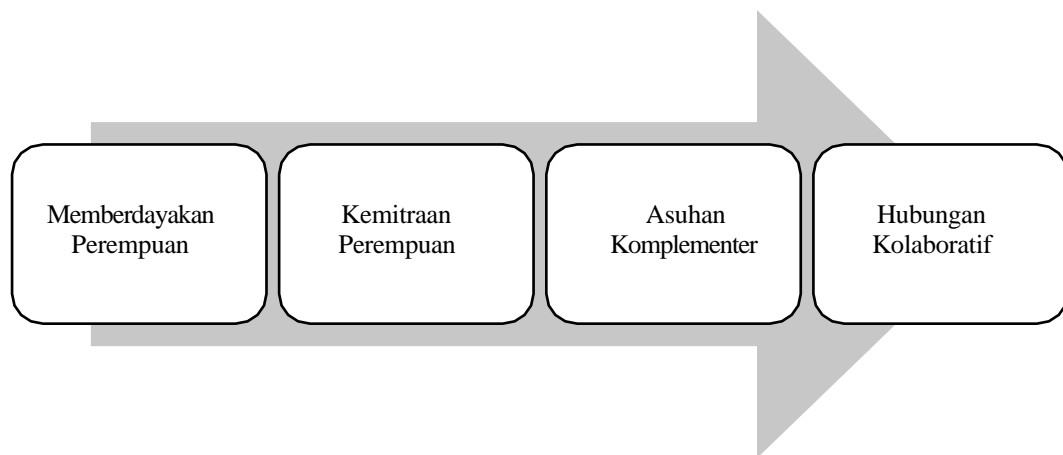 Memberdayakan
Perempuan
Kemitraan
Perempuan
Asuhan
Komplementer
Hubungan
Kolaboratif